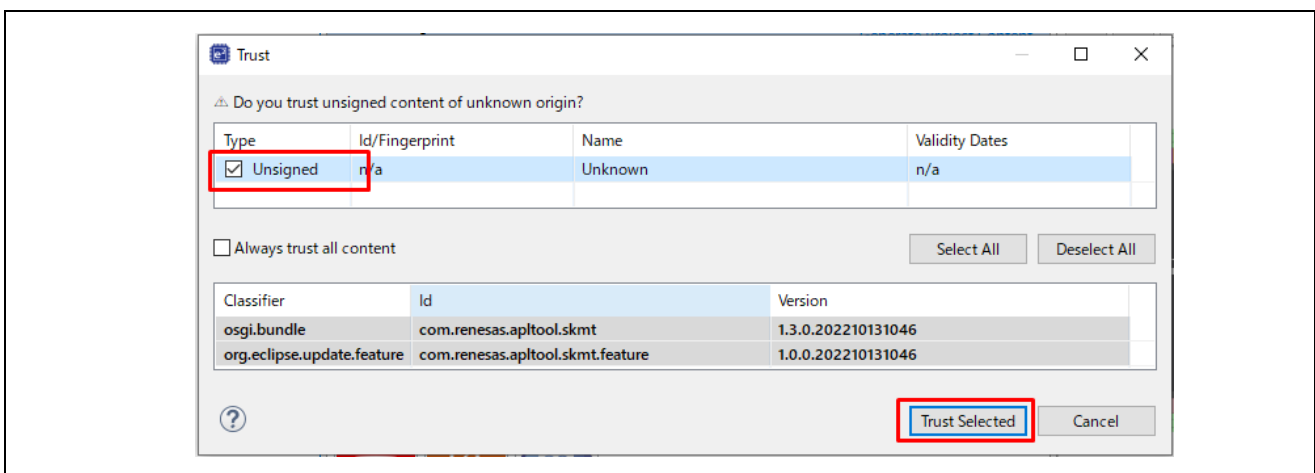 Trust
Do you trust unsigned content of unknown origin?
Type Id/Fingerprint Name Validity Dates
Unsigned n/a Unknown n/a
Always trust all content Select All Deselect All
Classifier Id Version
osgi.bundle com.renesas.apltool.skmt 1.3.0.202210131046
org.eclipse.update.feature com.renesas.apltool.skmt.feature 1.0.0.202210131046
? Trust Selected Cancel